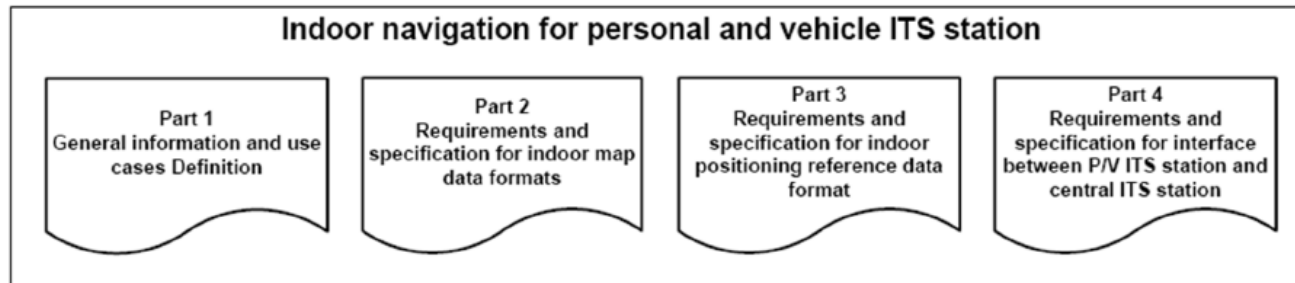 Indoor navigation for personal and vehicle ITS station
Part 1
General information and use
cases Definition
Part 2
Requirements and
specification for indoor map
data formats
Part 3
Requirements and
specification for indoor
positioning reference data
format
Part 4
Requirements and
specification for interface
between P/V ITS station and
central ITS station